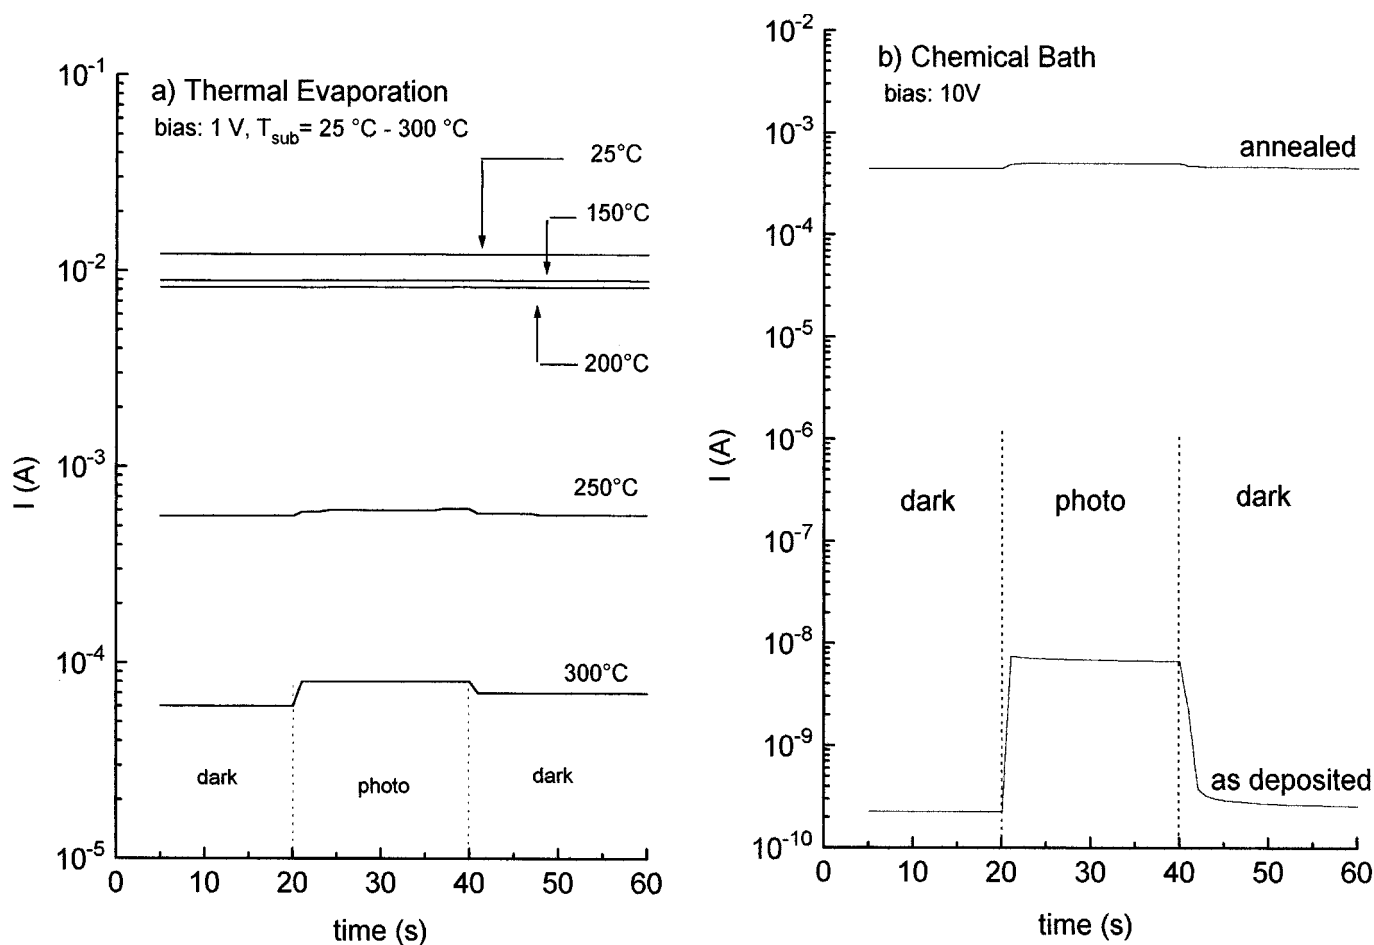 a) Thermal Evaporation
bias: 1 V, T_sub= 25 °C - 300 °C
25°C
150°C
200°C
250°C
300°C
dark
photo
dark
10^-1
10^-2
10^-3
10^-4
10^-5
I (A)
0
10
20
30
40
50
60
time (s)
b) Chemical Bath
bias: 10V
annealed
dark
photo
dark
as deposited
10^-2
10^-3
10^-4
10^-5
10^-6
10^-7
10^-8
10^-9
10^-10
I (A)
0
10
20
30
40
50
60
time (s)